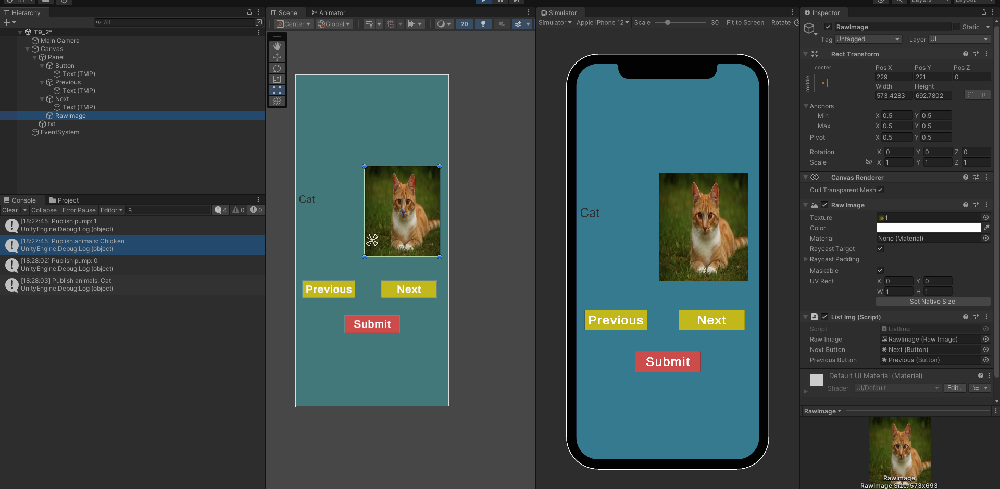 Layers
Layout
Hierarchy
All
T9_2*
Main Camera
Canvas
Panel
Button
Text (TMP)
Previous
Text (TMP)
Next
Text (TMP)
RawImage
txt
EventSystem
Console
Project
Clear
Collapse
Error Pause
Editor
4
0
0
[18:27:45] Publish pump: 1
UnityEngine.Debug:Log (object)
[18:27:45] Publish animals: Chicken
UnityEngine.Debug:Log (object)
[18:28:02] Publish pump: 0
UnityEngine.Debug:Log (object)
[18:28:03] Publish animals: Cat
UnityEngine.Debug:Log (object)
Scene
Animator
Center
Global
2D
Cat
Previous
Next
Submit
Simulator
Simulator
Apple iPhone 12
Scale
30
Fit to Screen
Rotate
Cat
Previous
Next
Submit
Inspector
RawImage
Static
Tag
Untagged
Layer
UI
Rect Transform
center
middle
Pos X
Pos Y
Pos Z
229
221
0
Width
Height
573.4283
692.7802
R
Anchors
Min X 0.5 Y 0.5
Max X 0.5 Y 0.5
Pivot X 0.5 Y 0.5
Rotation X 0 Y 0 Z 0
Scale X 1 Y 1 Z 1
Canvas Renderer
Cull Transparent Mesh
Raw Image
Texture 1
Color
Material None (Material)
Raycast Target
Raycast Padding
Maskable
UV Rect X 0 Y 0
W 1 H 1
Set Native Size
# List Img (Script)
Script ListImg
Raw Image RawImage (Raw Image)
Next Button Next (Button)
Previous Button Previous (Button)
Default UI Material (Material)
Shader UI/Default Edit...
RawImage
RawImage
RawImage Size: 573x693